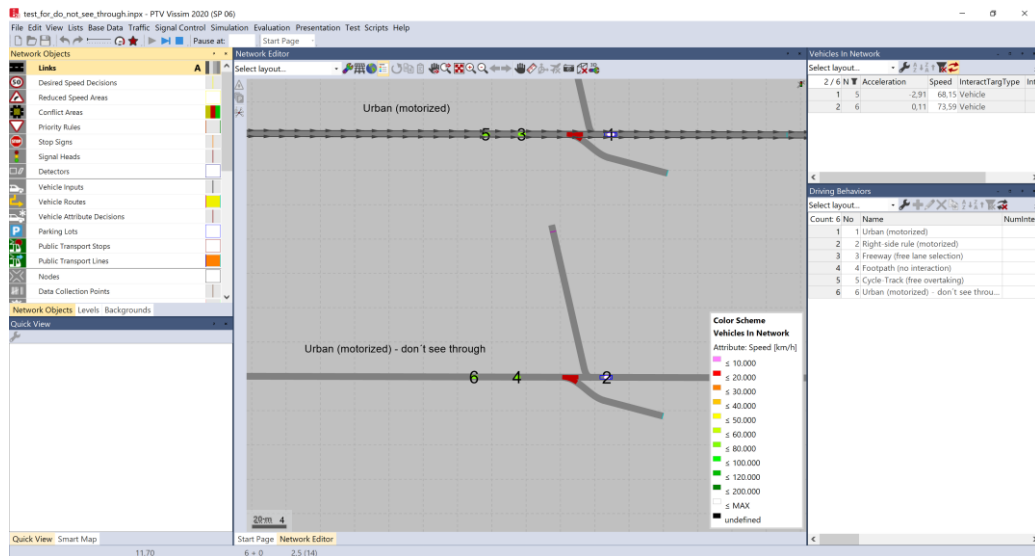 test_for_do_not_see_through.inpx - PTV Vissim 2020 (SP 06)
File Edit View Lists Base Data Traffic Signal Control Simulation Evaluation Presentation Test Scripts Help
Pause at: Start Page
Network Objects
Links A
Desired Speed Decisions
Reduced Speed Areas
Conflict Areas
Priority Rules
Stop Signs
Signal Heads
Detectors
Vehicle Inputs
Vehicle Routes
Vehicle Attribute Decisions
Parking Lots
Public Transport Stops
Public Transport Lines
Nodes
Data Collection Points
Network Objects Levels Backgrounds
Quick View
Quick View Smart Map
Network Editor
Select layout...
Urban (motorized)
5 3 1
Urban (motorized) - don´t see through
6 4 2
20 m 4
Color Scheme
Vehicles In Network
Attribute: Speed [km/h]
≤ 10.000
≤ 20.000
≤ 30.000
≤ 40.000
≤ 50.000
≤ 60.000
≤ 80.000
≤ 100.000
≤ 120.000
≤ 200.000
≤ MAX
undefined
Start Page Network Editor
Vehicles In Network
Select layout...
2 / 6 N Acceleration Speed InteractTargType Int
1 5 -2,91 68,15 Vehicle
2 6 0,11 73,59 Vehicle
Driving Behaviors
Select layout...
Count: 6 No Name NumInte
1 1 Urban (motorized)
2 2 Right-side rule (motorized)
3 3 Freeway (free lane selection)
4 4 Footpath (no interaction)
5 5 Cycle-Track (free overtaking)
6 6 Urban (motorized) - don´t see throu...
11.70 6 + 0 2.5 (14)